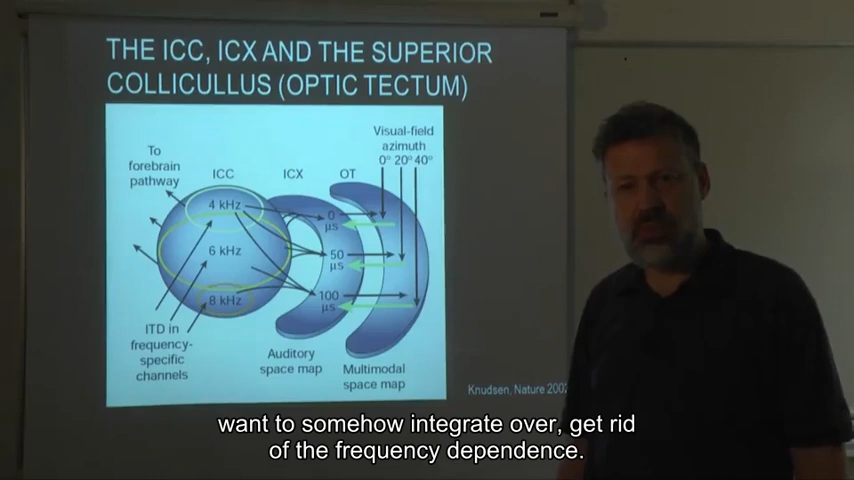 THE ICC, ICX AND THE SUPERIOR
COLLICULLUS (OPTIC TECTUM)
Visual-field
azimuth
0° 20° 40°
To
forebrain
pathway
ICC
ICX
OT
4 kHz
6 kHz
8 kHz
0
µs
50
µs
100
µs
ITD in
frequency-
specific
channels
Auditory
space map
Multimodal
space map
Knudsen, Nature 2002
want to somehow integrate over, get rid
of the frequency dependence.